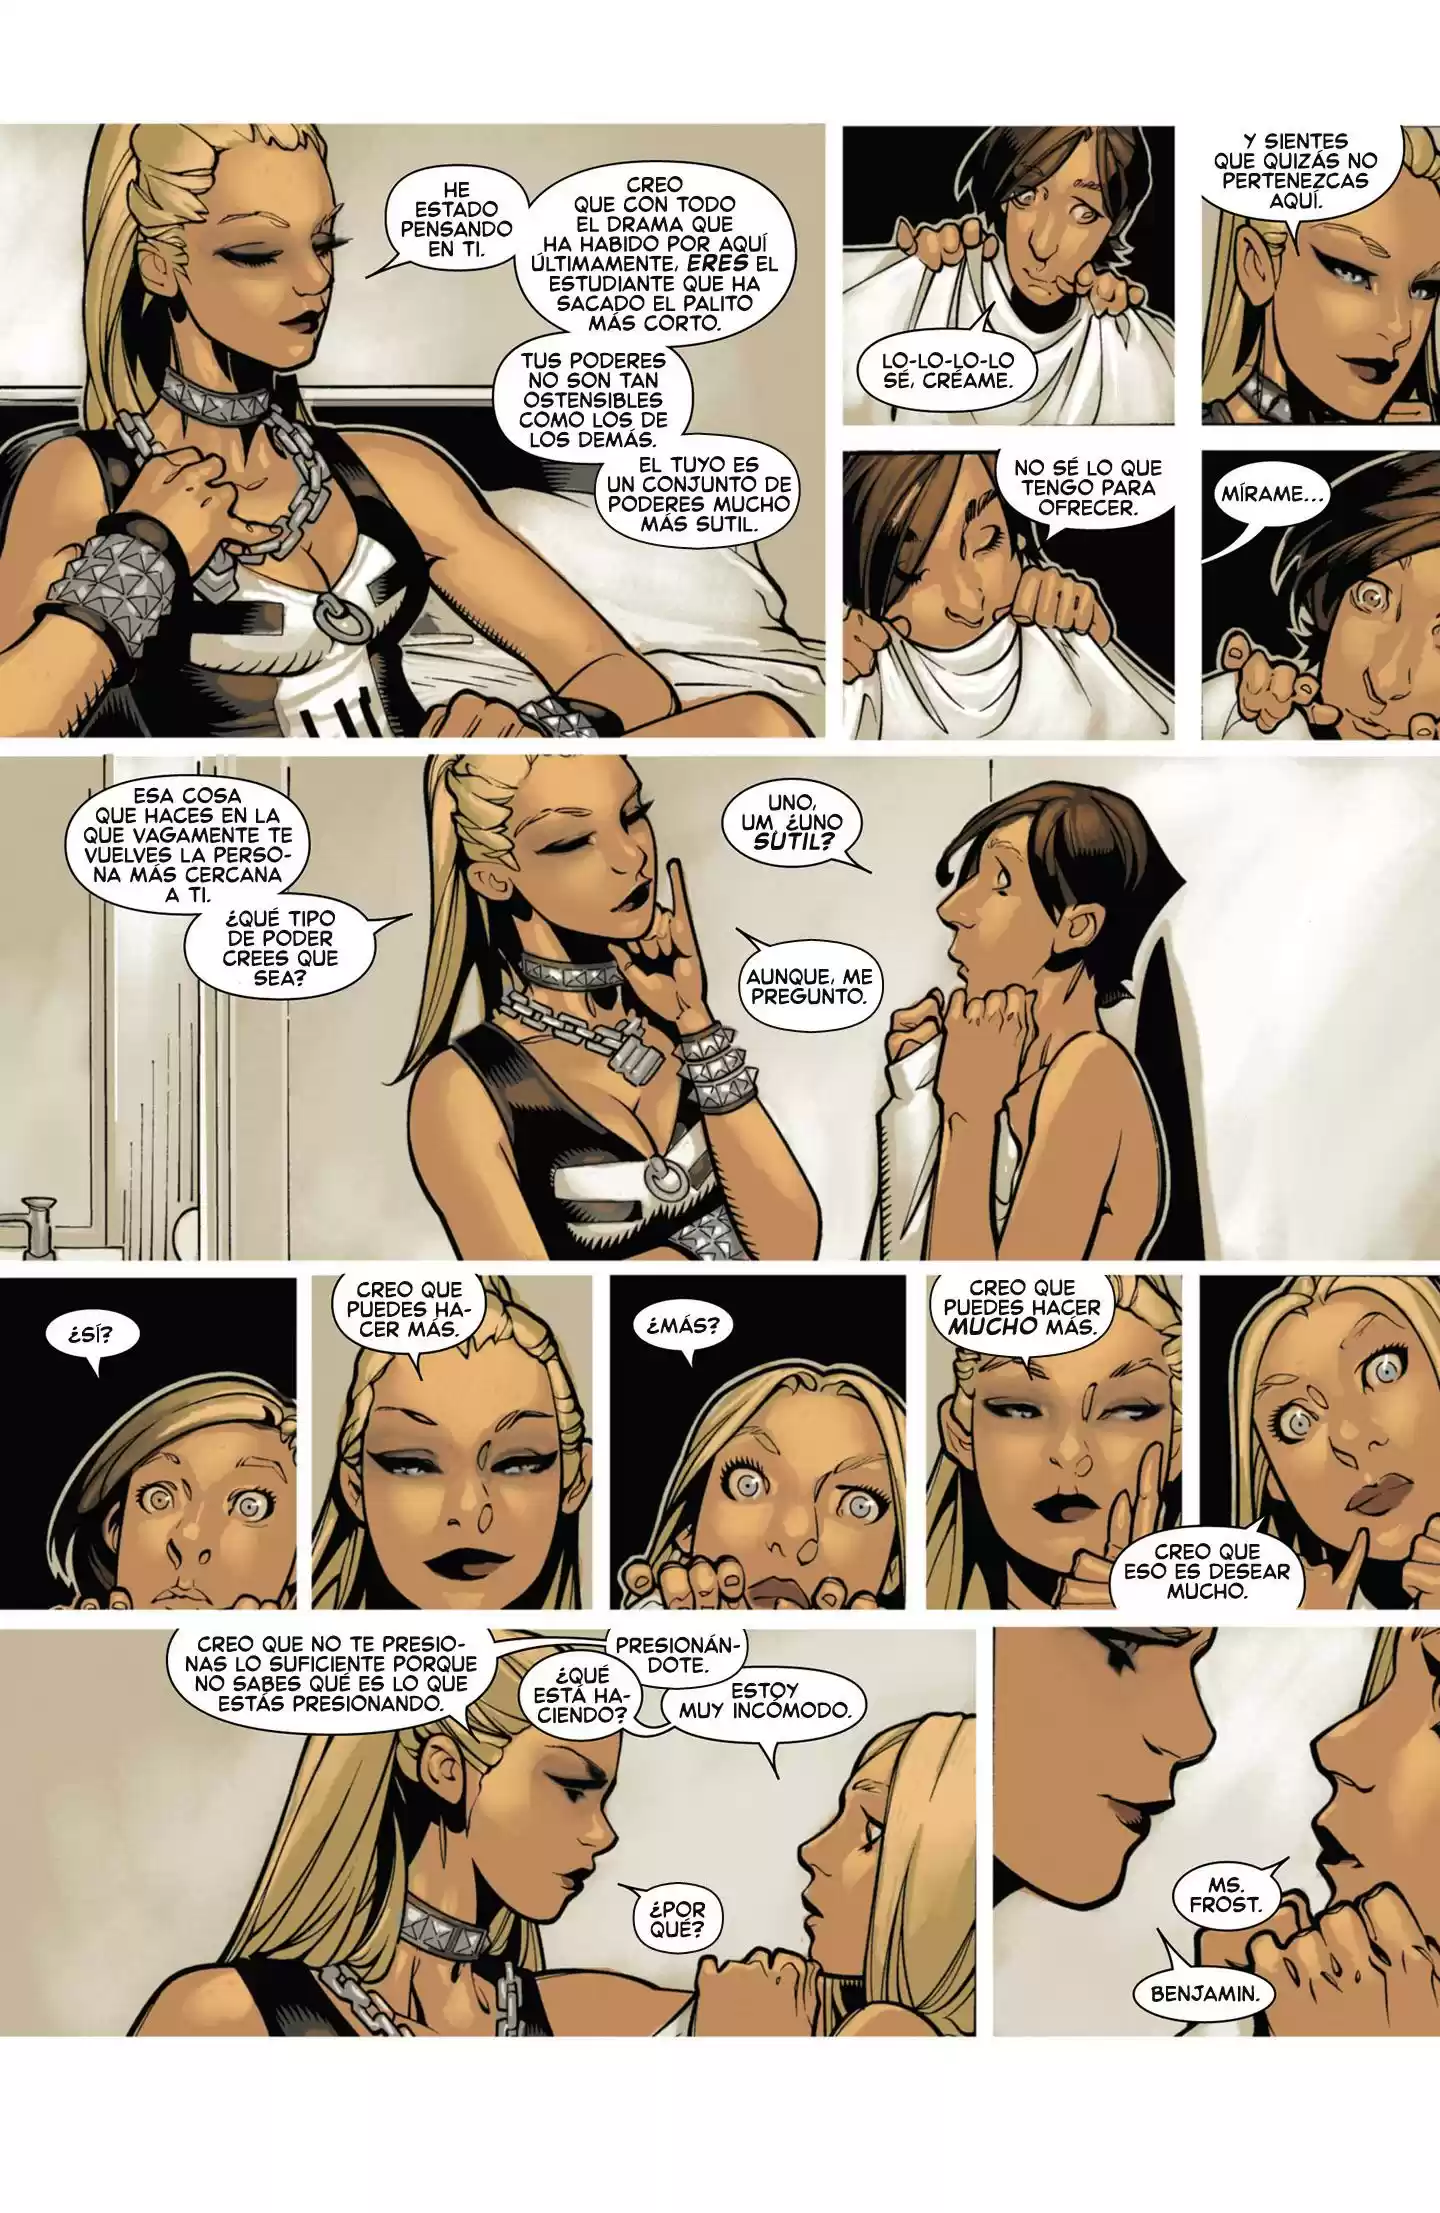 HE
ESTADO
PENSANDO
EN TI.
CREO
QUE CON TODO
EL DRAMA QUE
HA HABIDO POR AQUÍ
ÚLTIMAMENTE, ERES EL
ESTUDIANTE QUE HA
SACADO EL PALITO
MÁS CORTO.
TUS PODERES
NO SON TAN
OSTENSIBLES
COMO LOS DE
LOS DEMÁS.
EL TUYO ES
UN CONJUNTO DE
PODERES MUCHO
MÁS SUTIL.
LO-LO-LO-LO
SÉ, CRÉAME.
Y SIENTES
QUE QUIZÁS NO
PERTENEZCAS
AQUÍ.
NO SÉ LO QUE
TENGO PARA
OFRECER.
MÍRAME...
ESA COSA
QUE HACES EN LA
QUE VAGAMENTE TE
VUELVES LA PERSO-
NA MÁS CERCANA
A TI.
¿QUÉ TIPO
DE PODER
CREES QUE
SEA?
UNO,
UM ¿UNO
SUTIL?
AUNQUE, ME
PREGUNTO.
¿SÍ?
CREO QUE
PUEDES HA-
CER MÁS.
¿MÁS?
CREO QUE
PUEDES HACER
MUCHO MÁS.
CREO QUE
ESO ES DESEAR
MUCHO.
CREO QUE NO TE PRESIO-
NAS LO SUFICIENTE PORQUE
NO SABES QUÉ ES LO QUE
ESTÁS PRESIONANDO.
¿QUÉ
ESTÁ HA-
CIENDO?
PRESIONÁN-
DOTE.
ESTOY
MUY INCÓMODO.
¿POR
QUÉ?
MS.
FROST.
BENJAMIN.